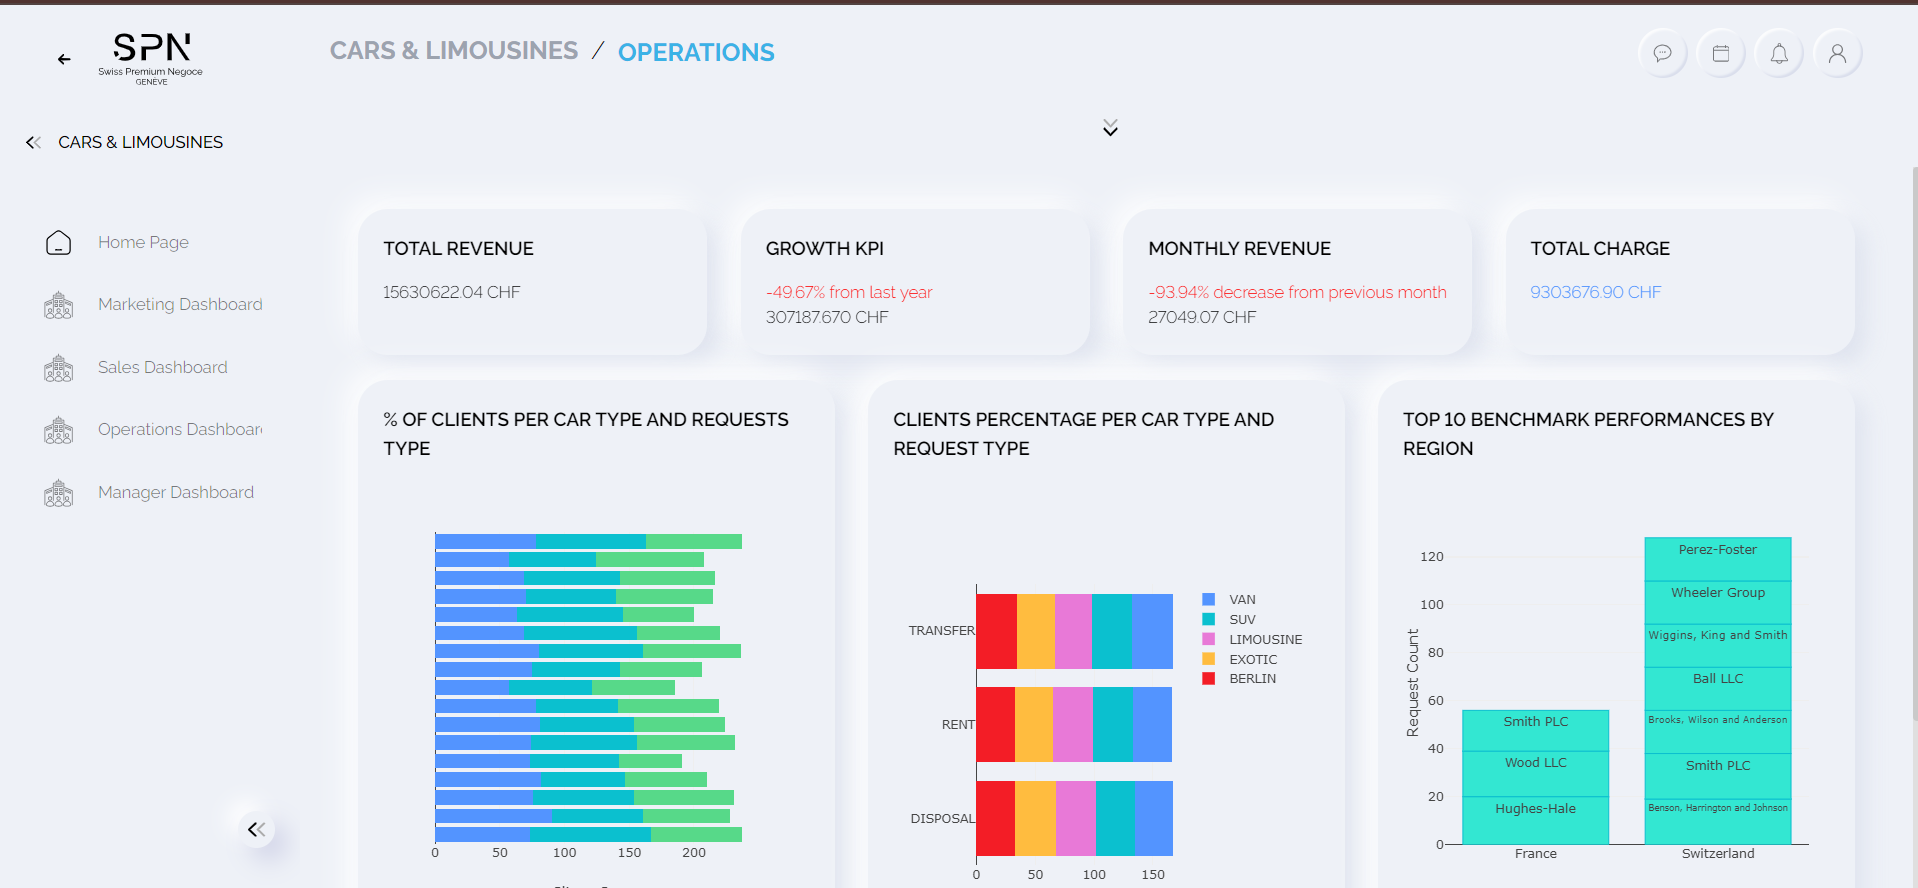 SPN
Swiss Premium Negoce
GENÈVE
CARS & LIMOUSINES / OPERATIONS
CARS & LIMOUSINES
Home Page
Marketing Dashboard
Sales Dashboard
Operations Dashboar
Manager Dashboard
TOTAL REVENUE
15630622.04 CHF
GROWTH KPI
-49.67% from last year
307187.670 CHF
MONTHLY REVENUE
-93.94% decrease from previous month
27049.07 CHF
TOTAL CHARGE
9303676.90 CHF
% OF CLIENTS PER CAR TYPE AND REQUESTS
TYPE
0 50 100 150 200
CLIENTS PERCENTAGE PER CAR TYPE AND
REQUEST TYPE
TRANSFER
RENT
DISPOSAL
0 50 100 150
VAN
SUV
LIMOUSINE
EXOTIC
BERLIN
TOP 10 BENCHMARK PERFORMANCES BY
REGION
Request Count
120
100
80
60
40
20
0
Smith PLC
Wood LLC
Hughes-Hale
Perez-Foster
Wheeler Group
Wiggins, King and Smith
Ball LLC
Brooks, Wilson and Anderson
Smith PLC
Benson, Harrington and Johnson
France
Switzerland